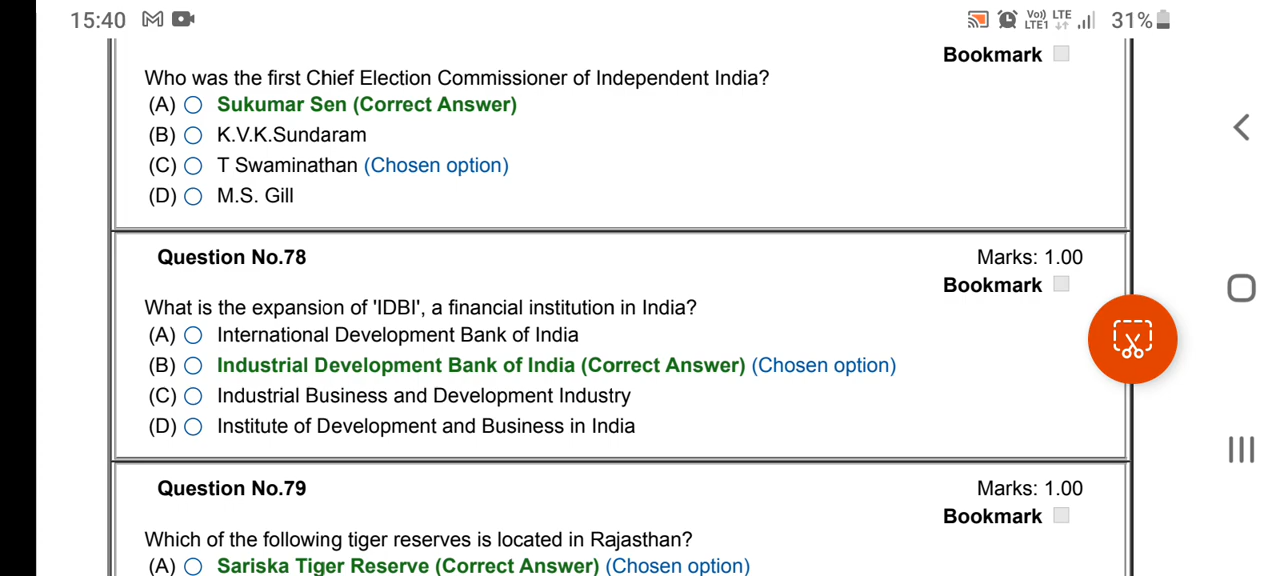 15:40
Vo)) LTE
LTE1
31%
Bookmark
Who was the first Chief Election Commissioner of Independent India?
(A) Sukumar Sen (Correct Answer)
(B) K.V.K.Sundaram
(C) T Swaminathan (Chosen option)
(D) M.S. Gill
Question No.78 Marks: 1.00
Bookmark
What is the expansion of 'IDBI', a financial institution in India?
(A) International Development Bank of India
(B) Industrial Development Bank of India (Correct Answer) (Chosen option)
(C) Industrial Business and Development Industry
(D) Institute of Development and Business in India
Question No.79 Marks: 1.00
Bookmark
Which of the following tiger reserves is located in Rajasthan?
(A) Sariska Tiger Reserve (Correct Answer) (Chosen option)